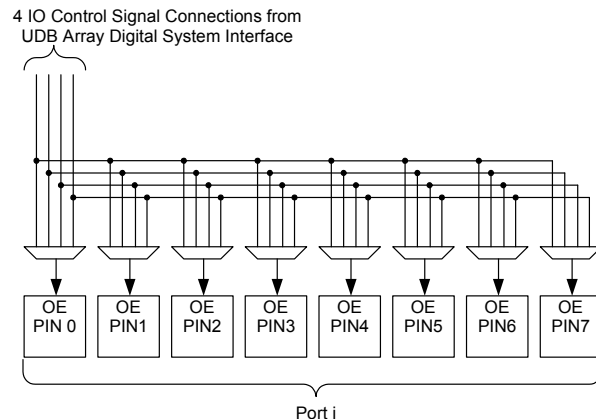 4 IO Control Signal Connections from
UDB Array Digital System Interface
OE
PIN 0
OE
PIN1
OE
PIN2
OE
PIN3
OE
PIN4
OE
PIN5
OE
PIN6
OE
PIN7
Port i